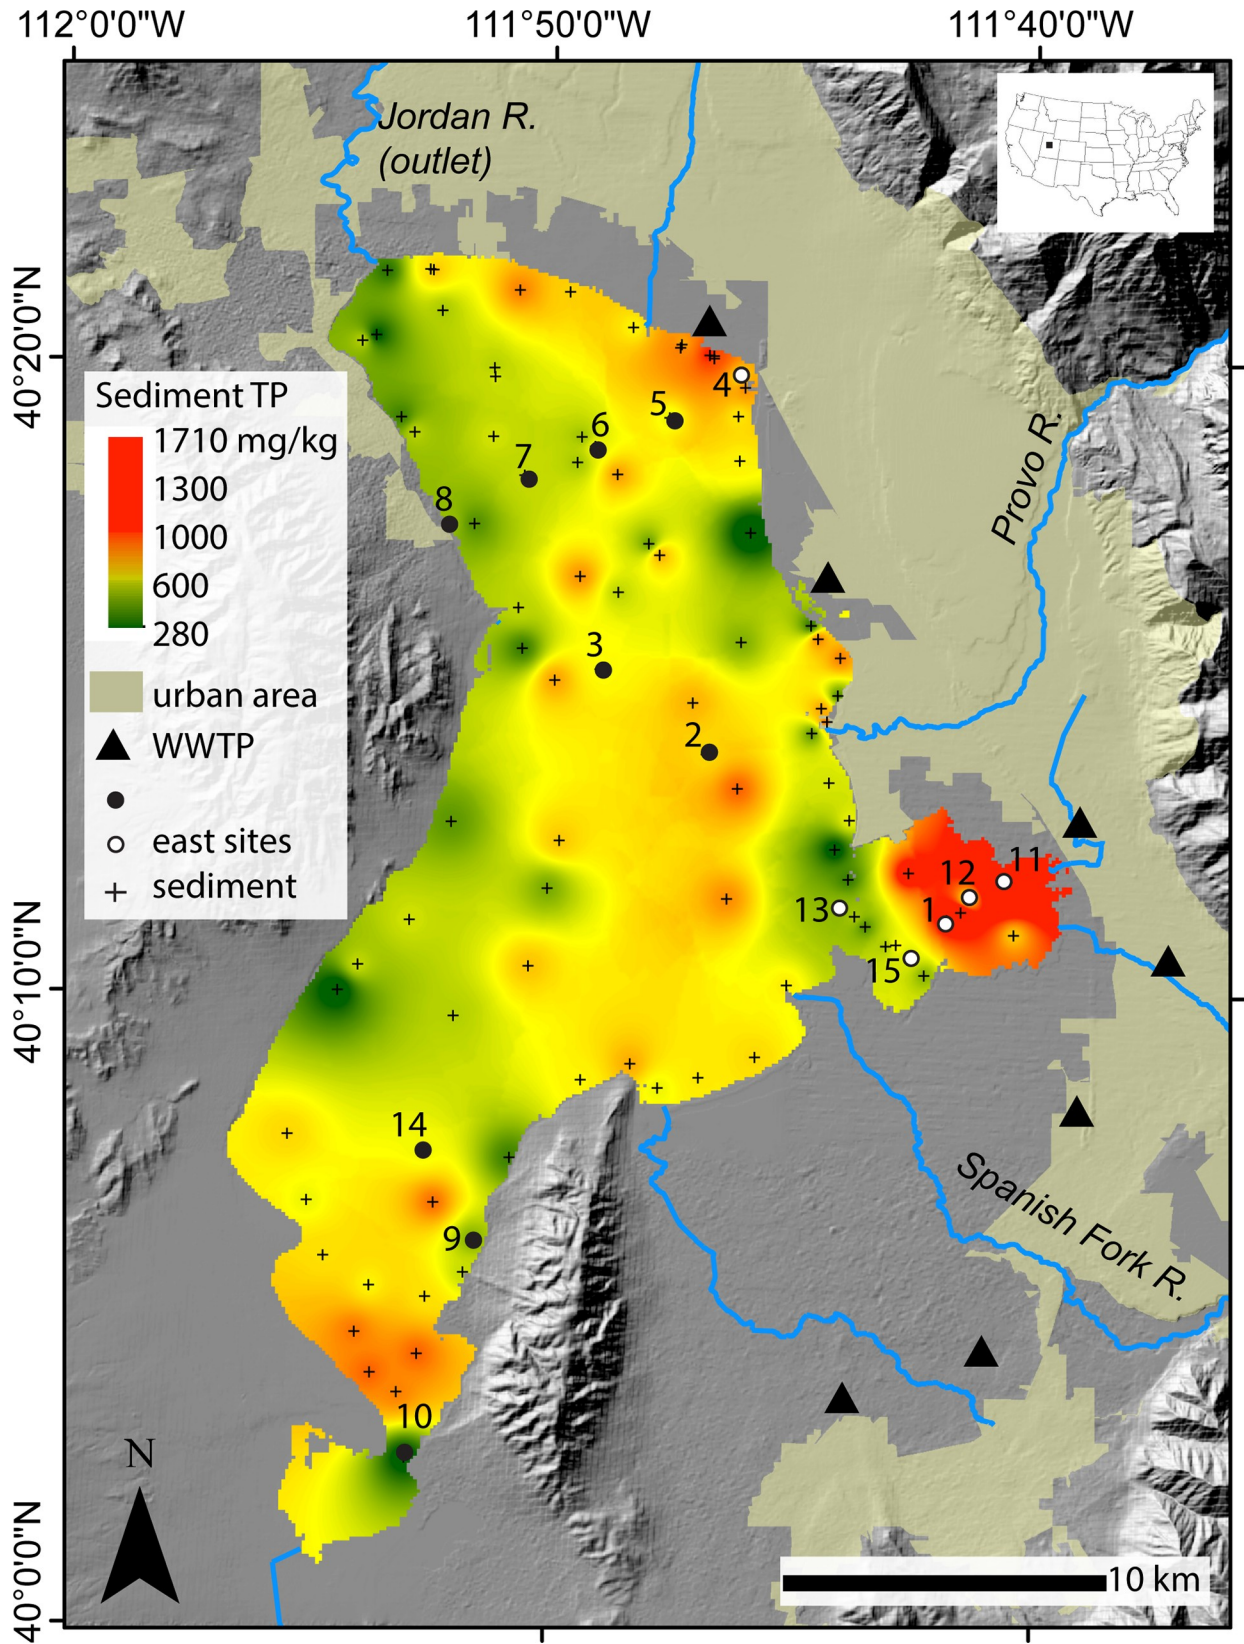 112°0'0"W
111°50'0"W
111°40'0"W
Jordan R.
(outlet)
40°20'0"N
Sediment TP
1710 mg/kg
1300
1000
600
280
urban area
WWTP
east sites
sediment
4
5
6
7
8
Provo R.
3
2
11
12
1
13
15
40°10'0"N
14
9
Spanish Fork R.
10
N
10 km
40°0'0"N